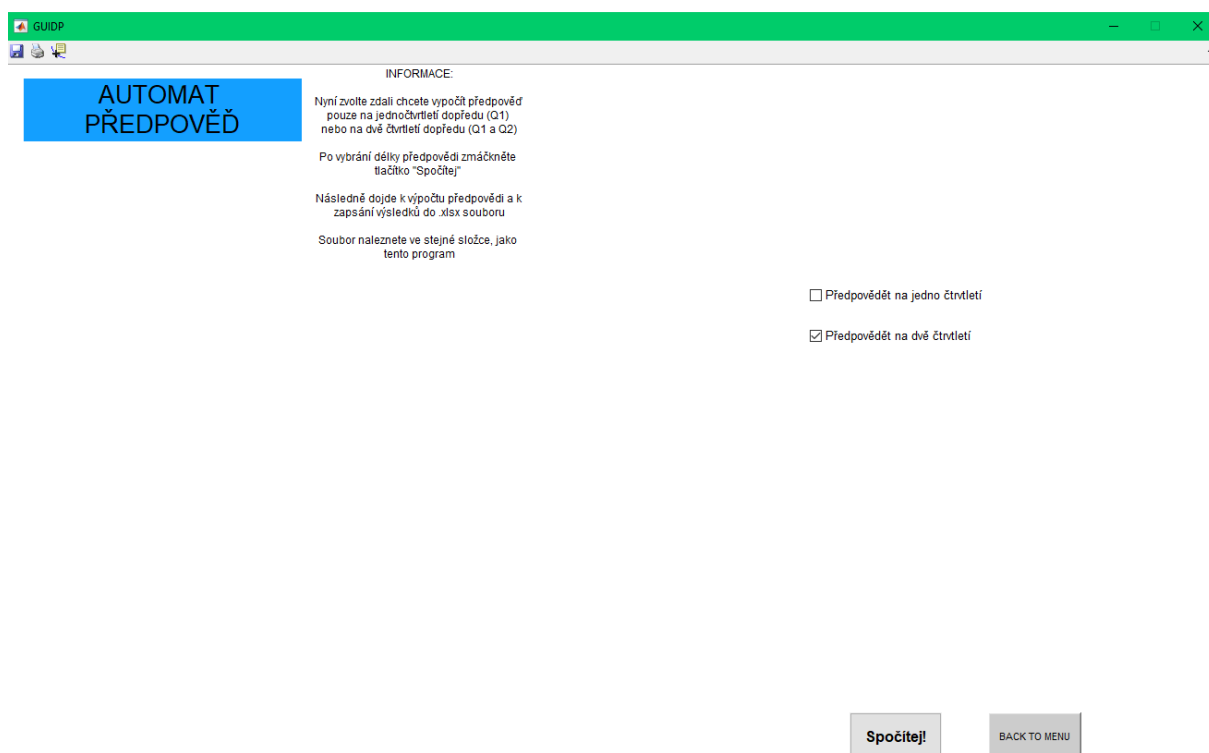 GUIDP
AUTOMAT
PŘEDPOVĚĎ
INFORMACE:
Nyní zvolte zdali chcete vypočít předpověď
pouze na jednočtvrtletí dopředu (Q1)
nebo na dvě čtvrtletí dopředu (Q1 a Q2)
Po vybrání délky předpovědi zmáčkněte
tlačítko "Spočítej"
Následně dojde k výpočtu předpovědi a k
zapsání výsledků do .xlsx souboru
Soubor naleznete ve stejné složce, jako
tento program
Předpovědět na jedno čtrvtletí
Předpovědět na dvě čtrvtletí
Spočítej!
BACK TO MENU